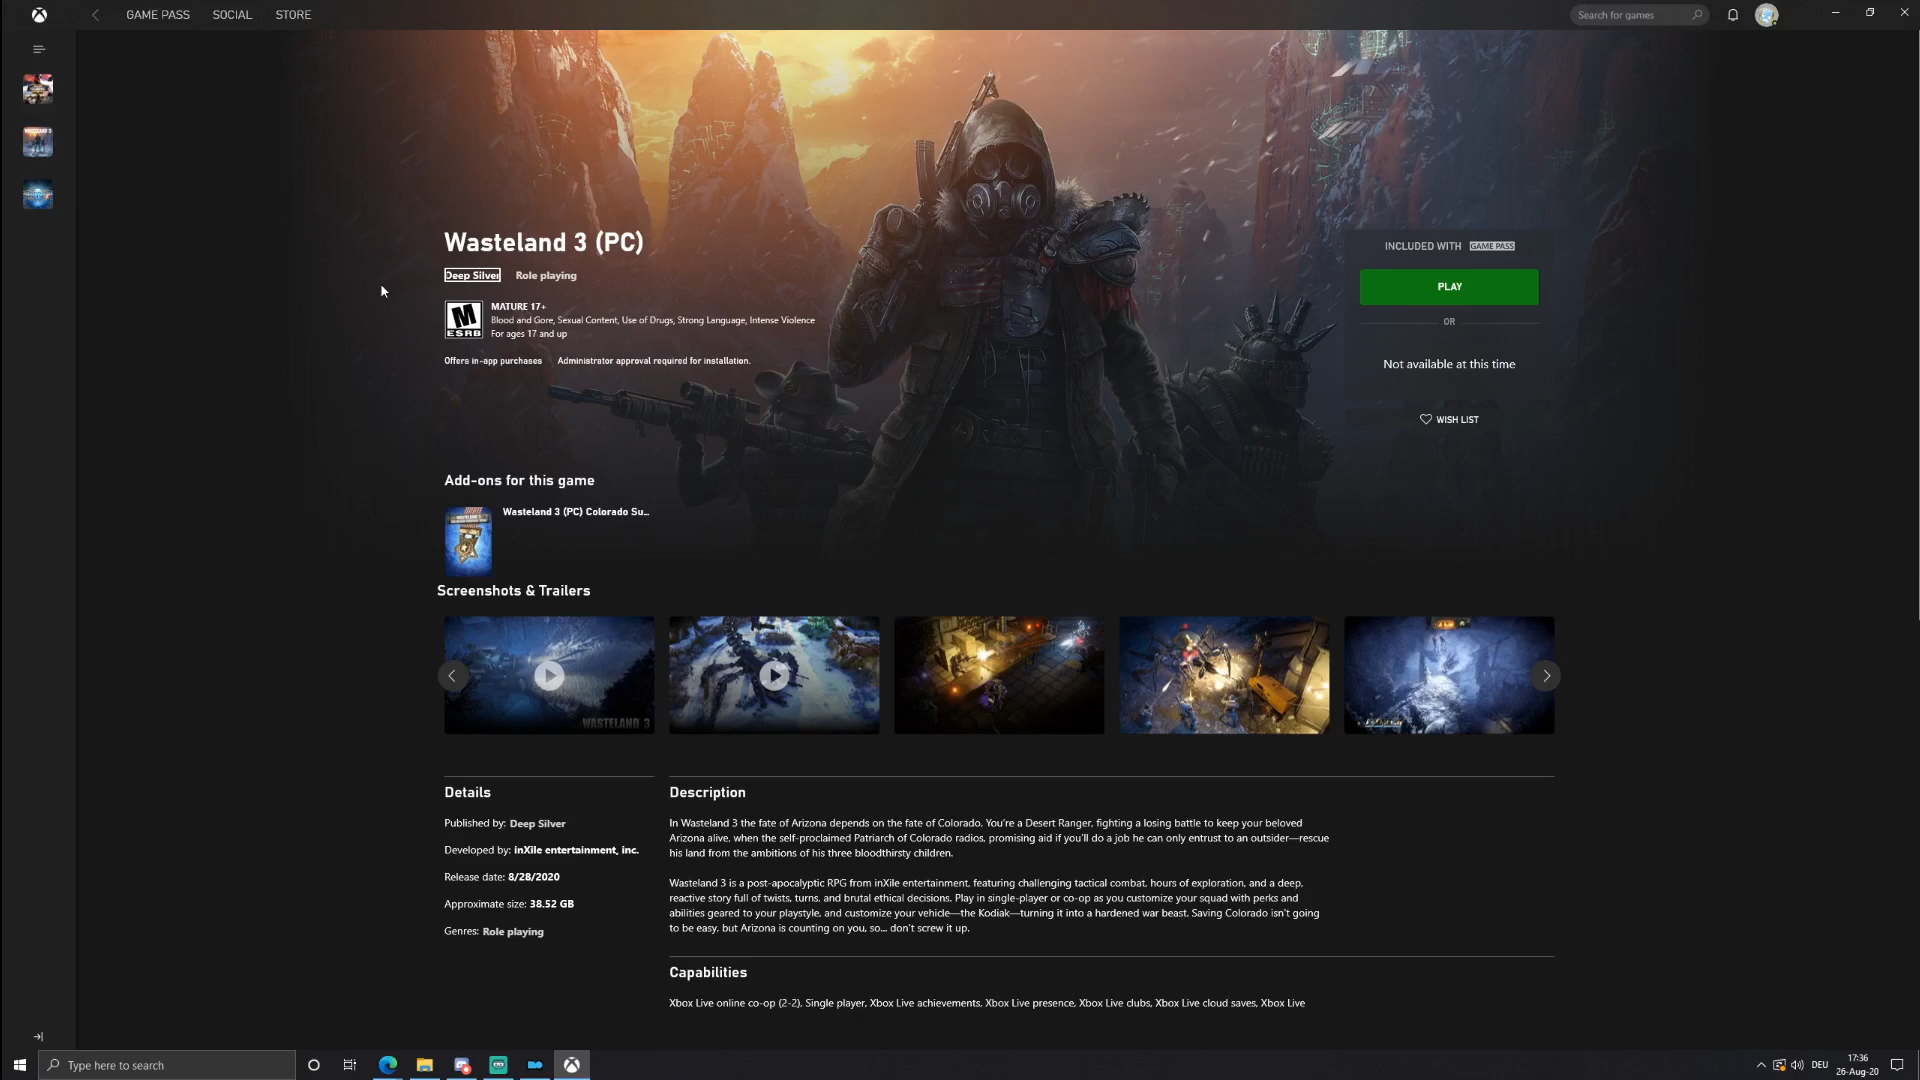 GAME PASS SOCIAL STORE
Search for games
Wasteland 3 (PC)
Deep Silver Role playing
M
ESRB
MATURE 17+
Blood and Gore, Sexual Content, Use of Drugs, Strong Language, Intense Violence
For ages 17 and up
Offers in-app purchases Administrator approval required for installation.
INCLUDED WITH GAME PASS
PLAY
OR
Not available at this time
WISH LIST
Add-ons for this game
Wasteland 3 (PC) Colorado Su...
Screenshots & Trailers
WASTELAND 3
Details
Published by: Deep Silver
Developed by: inXile entertainment, inc.
Release date: 8/28/2020
Approximate size: 38.52 GB
Genres: Role playing
Description
In Wasteland 3 the fate of Arizona depends on the fate of Colorado. You're a Desert Ranger, fighting a losing battle to keep your beloved
Arizona alive, when the self-proclaimed Patriarch of Colorado radios, promising aid if you'll do a job he can only entrust to an outsider—rescue
his land from the ambitions of his three bloodthirsty children.
Wasteland 3 is a post-apocalyptic RPG from inXile entertainment, featuring challenging tactical combat, hours of exploration, and a deep,
reactive story full of twists, turns, and brutal ethical decisions. Play in single-player or co-op as you customize your squad with perks and
abilities geared to your playstyle, and customize your vehicle—the Kodiak—turning it into a hardened war beast. Saving Colorado isn't going
to be easy, but Arizona is counting on you, so... don't screw it up.
Capabilities
Xbox Live online co-op (2-2), Single player, Xbox Live achievements, Xbox Live presence, Xbox Live clubs, Xbox Live cloud saves, Xbox Live
Type here to search
DEU
17:36
26-Aug-20